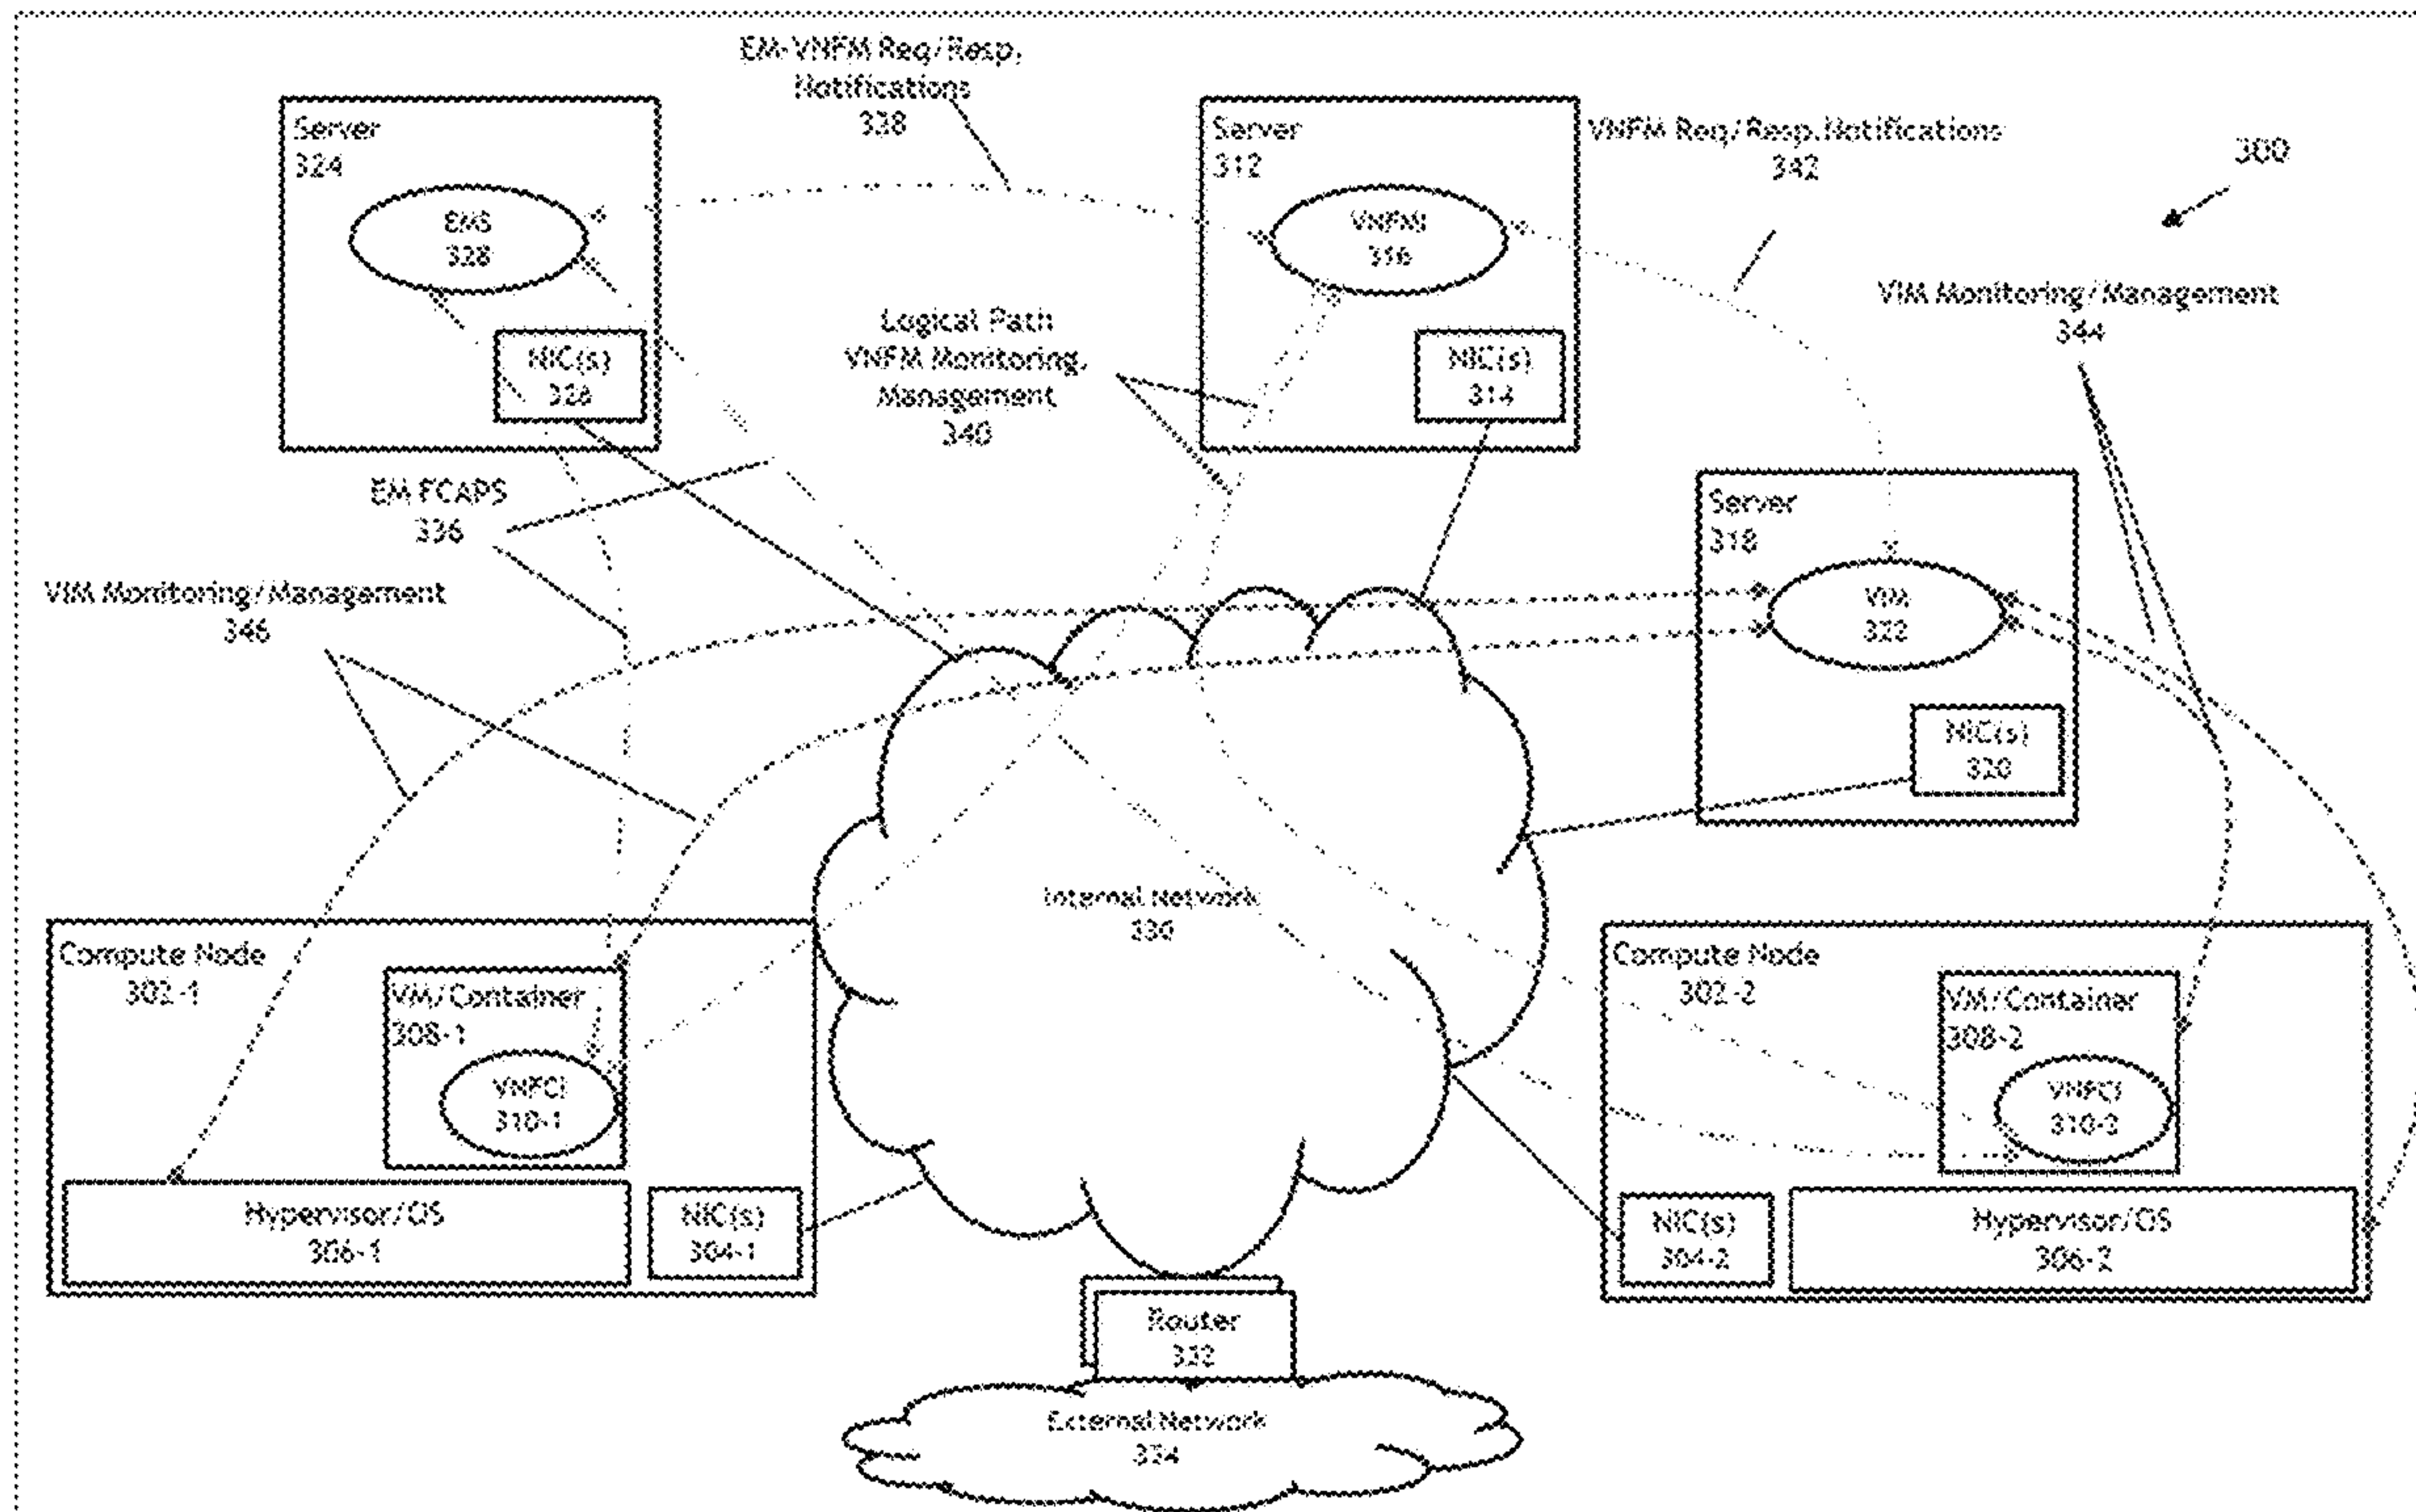 EM-VNFM Req/Resp,
Notifications
338
Server
324
EMS
328
NIC(s)
326
Server
312
VNFMJ
316
NIC(s)
314
VNFM Req/Resp.Notifications
342
300
VIM Monitoring/Management
344
Logical Path
VNFM Monitoring,
Management
340
EM FCAPS
336
VIM Monitoring/Management
346
Server
318
VIM
322
NIC(s)
320
Internal Network
330
Compute Node
302-1
VM/Container
308-1
VNFCI
310-1
Hypervisor/OS
306-1
NIC(s)
304-1
Compute Node
302-2
VM/Container
308-2
VNFCI
310-2
NIC(s)
304-2
Hypervisor/OS
306-2
Router
332
External Network
334